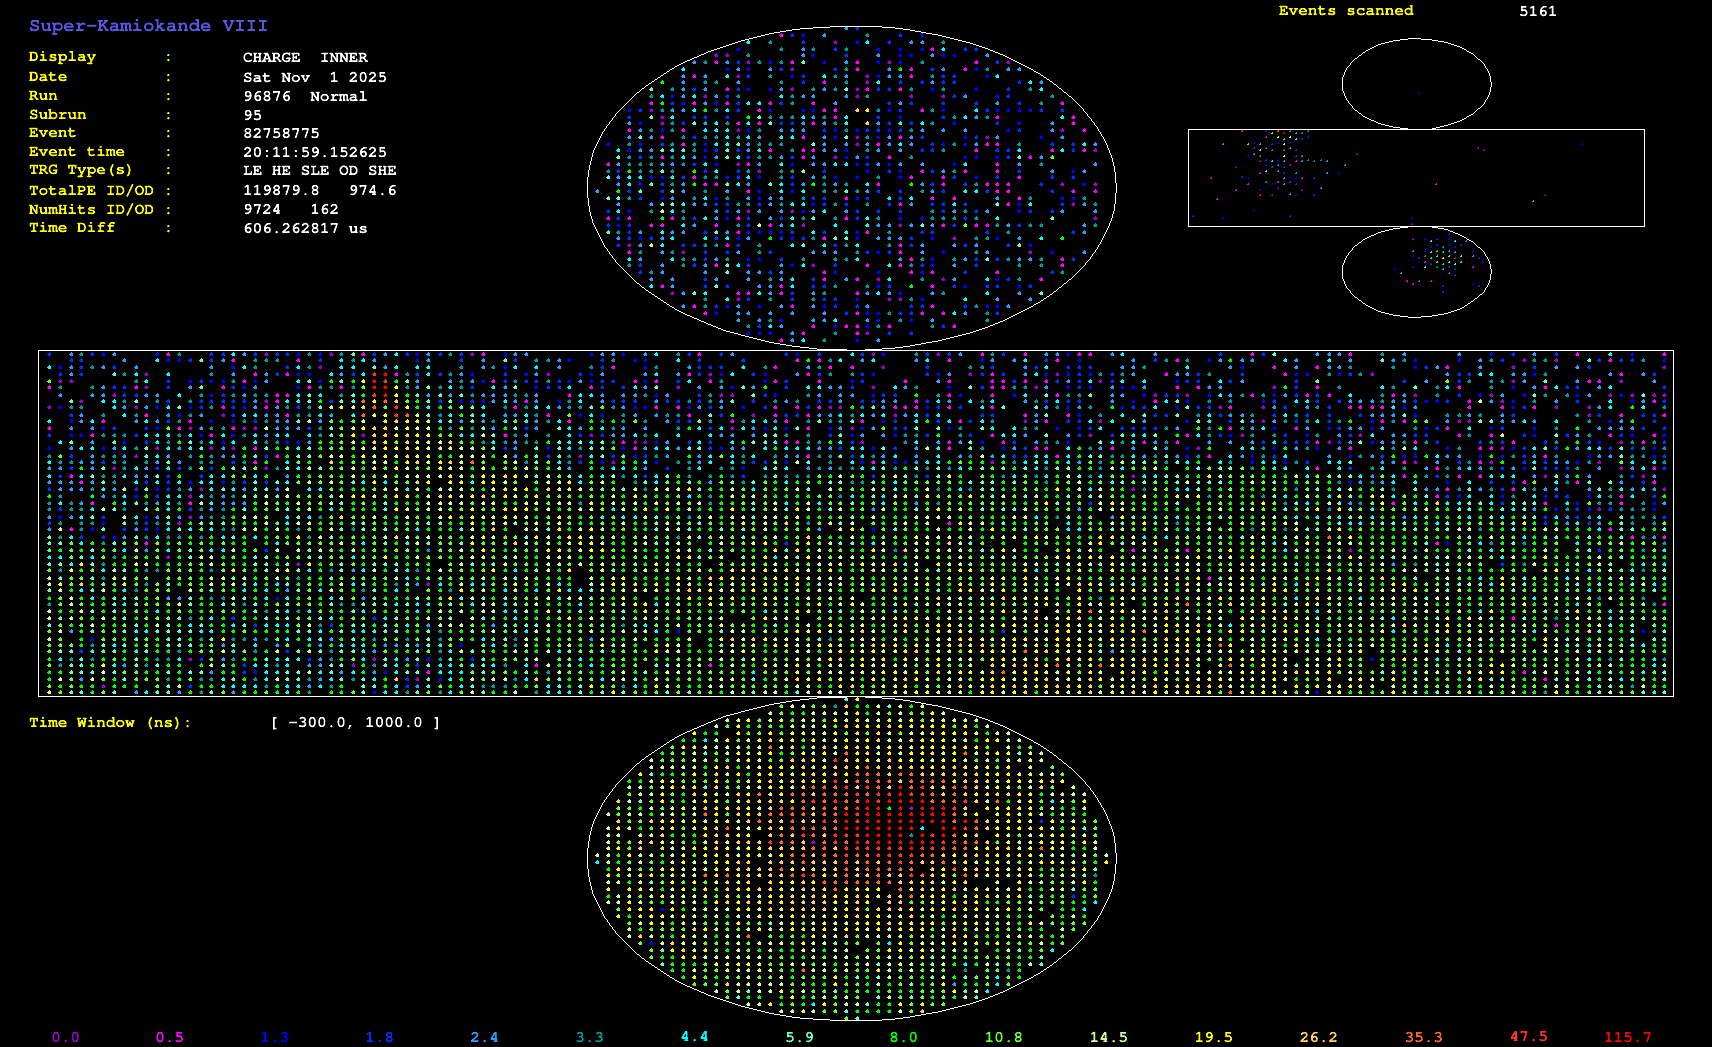 Super-Kamiokande VIII
Events scanned 5161
Display : CHARGE INNER
Date : Sat Nov 1 2025
Run : 96876 Normal
Subrun : 95
Event : 82758775
Event time : 20:11:59.152625
TRG Type(s) : LE HE SLE OD SHE
TotalPE ID/OD : 119879.8 974.6
NumHits ID/OD : 9724 162
Time Diff : 606.262817 us
Time Window (ns): [ -300.0, 1000.0 ]
0.0 0.5 1.3 1.8 2.4 3.3 4.4 5.9 8.0 10.8 14.5 19.5 26.2 35.3 47.5 115.7